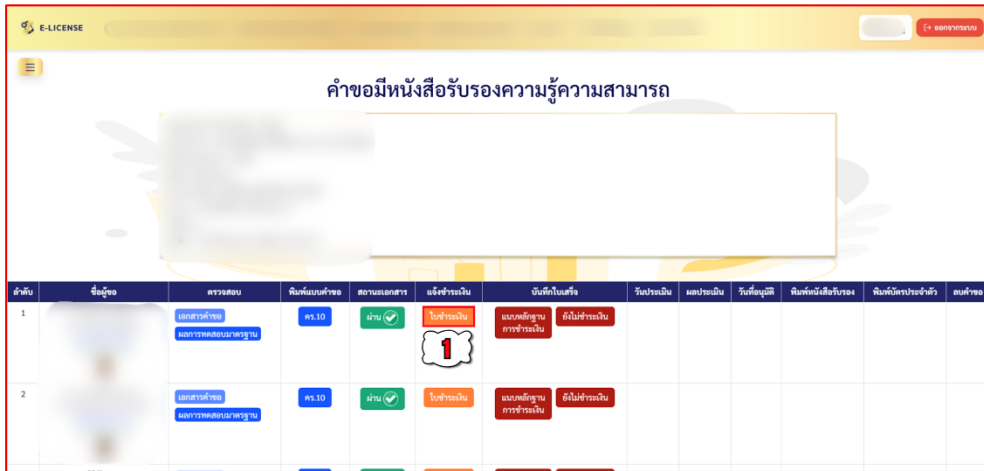 E-LICENSE
ออกจากระบบ
คำขอมีหนังสือรับรองความรู้ความสามารถ
ลำดับ ชื่อผู้ขอ ตรวจสอบ พิมพ์แบบคำขอ สถานะเอกสาร แจ้งชำระเงิน บันทึกใบเสร็จ วันประเมิน ผลประเมิน วันที่อนุมัติ พิมพ์หนังสือรับรอง พิมพ์บัตรประจำตัว ลบคำขอ
1 เอกสารคำขอ คร.10 ผ่าน ใบชำระเงิน แนบหลักฐาน ยังไม่ชำระเงิน
ผลการทดสอบมาตรฐาน การชำระเงิน
1
2 เอกสารคำขอ คร.10 ผ่าน ใบชำระเงิน แนบหลักฐาน ยังไม่ชำระเงิน
ผลการทดสอบมาตรฐาน การชำระเงิน